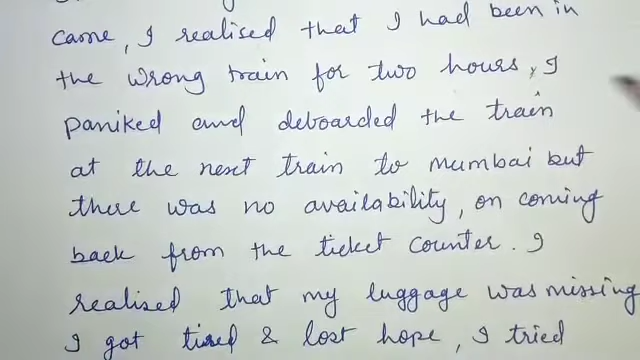 came, I realised that I had been in
the wrong train for two hours, I
paniked and deboarded the train
at the next train to mumbai but
there was no availability, on coming
back from the ticket counter. I
realised that my luggage was missing
I got tired & lost hope, I tried